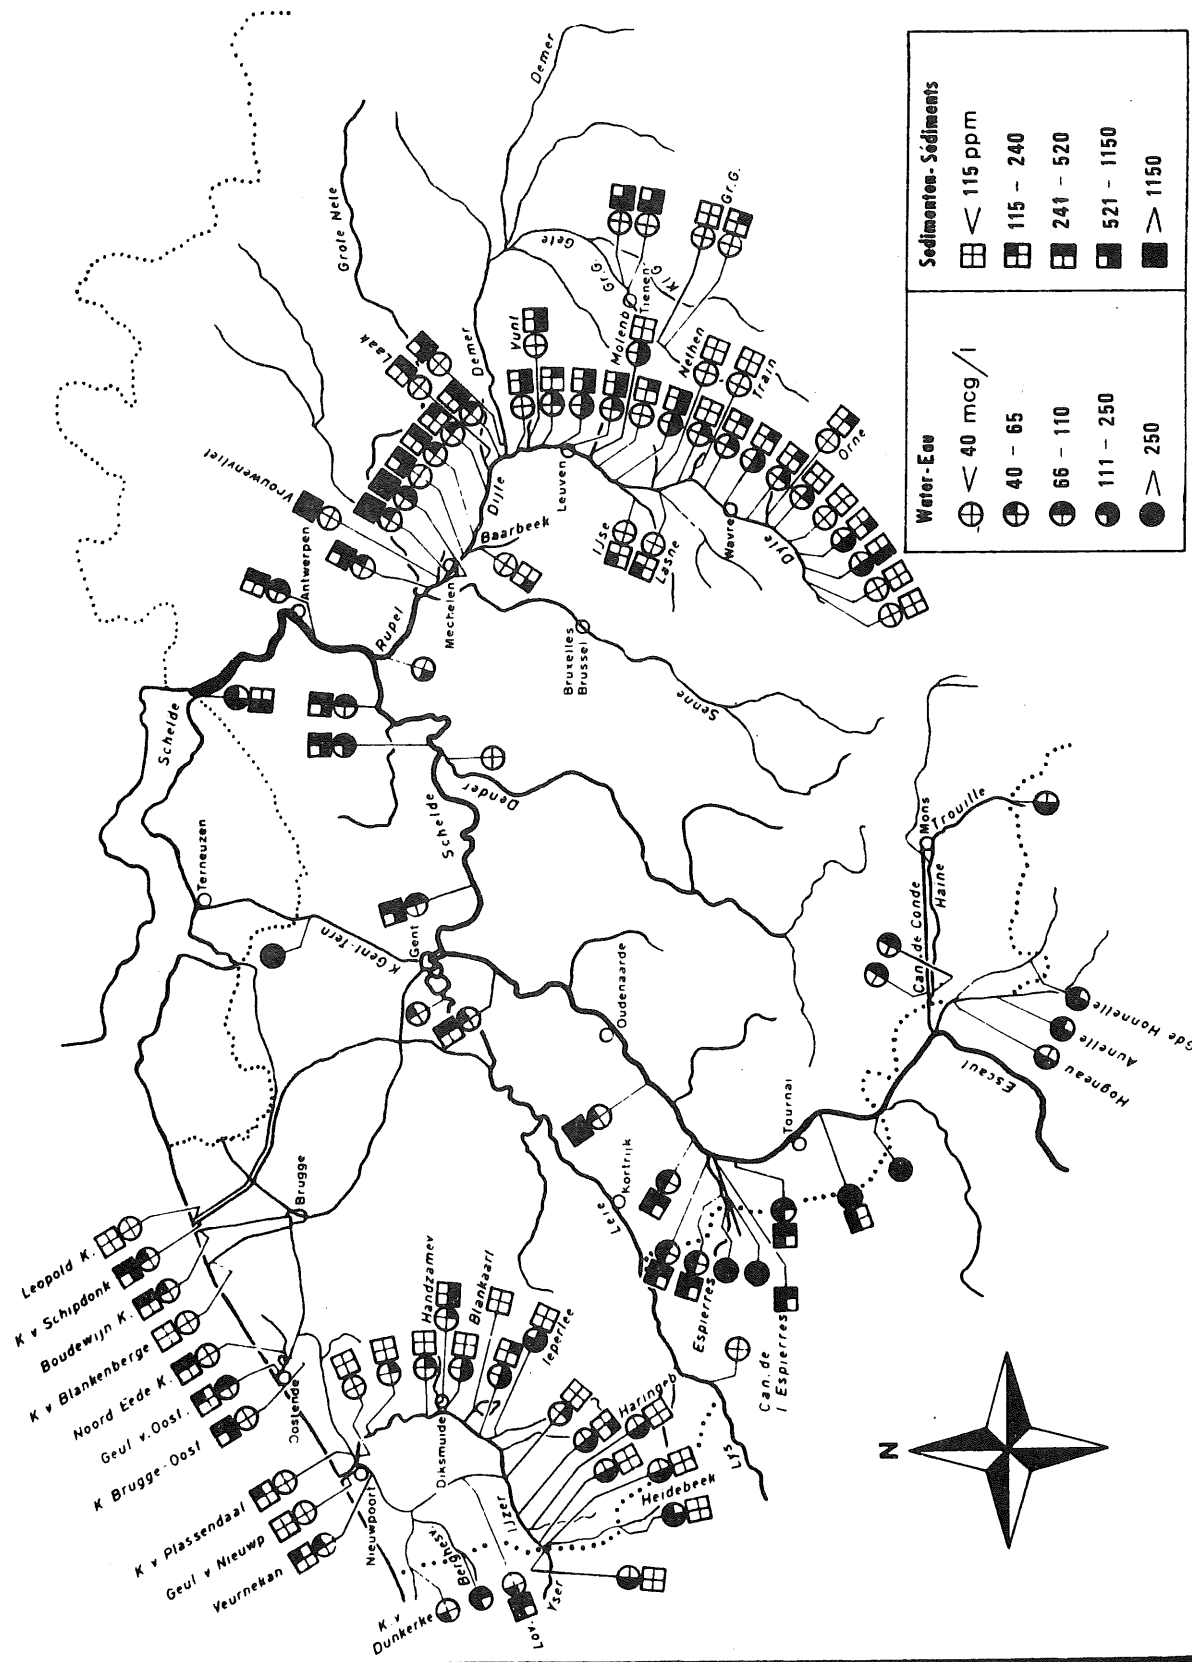 Sedimenten-Sédiments
< 115 ppm
115 - 240
241 - 520
521 - 1150
> 1150
Water-Eau
< 40 mcg/l
40 - 65
66 - 110
111 - 250
> 250
Demer
Grote Nete
Laak
Demer
Vunt
Gete
Gr.G.
Tienen
Kl G
Gr.G.
Molenb
Nethen
Train
Orne
Vrouwenvliet
Antwerpen
Rupel
Mechelen
Dijle
Baarbeek
Leuven
IJse
Lasne
Wavre
Dyle
Bruxelles
Brussel
Senne
Schelde
Terneuzen
K Gent-Tern
Gent
Schelde
Dender
Mons
Trouille
Haine
Can. de Conde
Gde Honnelle
Aunelle
Hogneau
Escaut
Oudenaarde
Tournai
Kortrijk
Leie
Espierres
Can. de
l Espierres
Lys
Brugge
Leopold K.
K v Schipdonk
Boudewijn K.
K v Blankenberge
Noord Eede K.
Geul v. Oost.
K Brugge-Oost
Oostende
K v Plassendaal
Geul v Nieuwp
Veurnekan
Nieuwpoort
Handzamev
Blankaart
Ieperlee
Diksmuide
Haringeb
Heidebeek
IJzer
Yser
Berghesv.
K. v
Dunkerke
Lov.
N